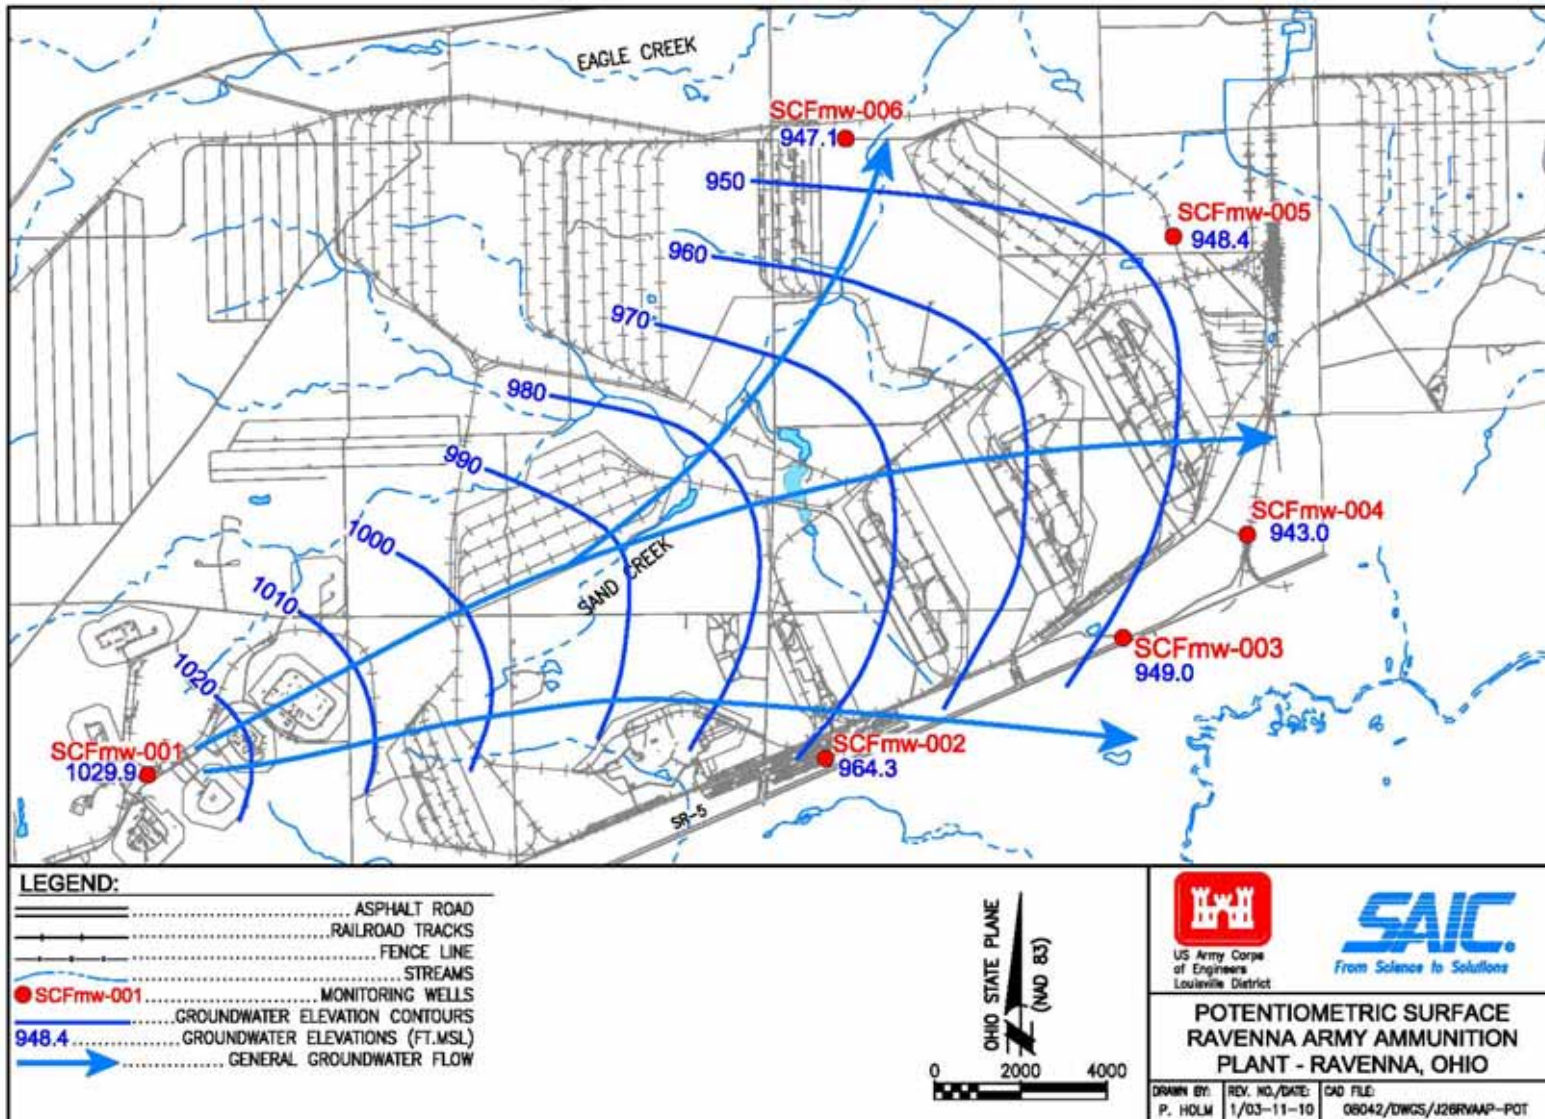 EAGLE CREEK
SCFmw-006
947.1
950
SCFmw-005
948.4
960
970
980
990
1000
SCFmw-004
943.0
SAND CREEK
1010
SCFmw-003
949.0
1020
SCFmw-001
1029.9
SCFmw-002
964.3
SR-5
LEGEND:
ASPHALT ROAD
RAILROAD TRACKS
FENCE LINE
STREAMS
SCFmw-001 MONITORING WELLS
GROUNDWATER ELEVATION CONTOURS
948.4 GROUNDWATER ELEVATIONS (FT.MSL)
GENERAL GROUNDWATER FLOW
OHIO STATE PLANE
(NAD 83)
0 2000 4000
US Army Corps
of Engineers
Louisville District
SAIC.
From Science to Solutions
POTENTIOMETRIC SURFACE
RAVENNA ARMY AMMUNITION
PLANT - RAVENNA, OHIO
DRAWN BY: REV. NO./DATE: CAD FILE:
P. HOLM 1/03-11-10 06042/DWGS/J26RVAAP-POT